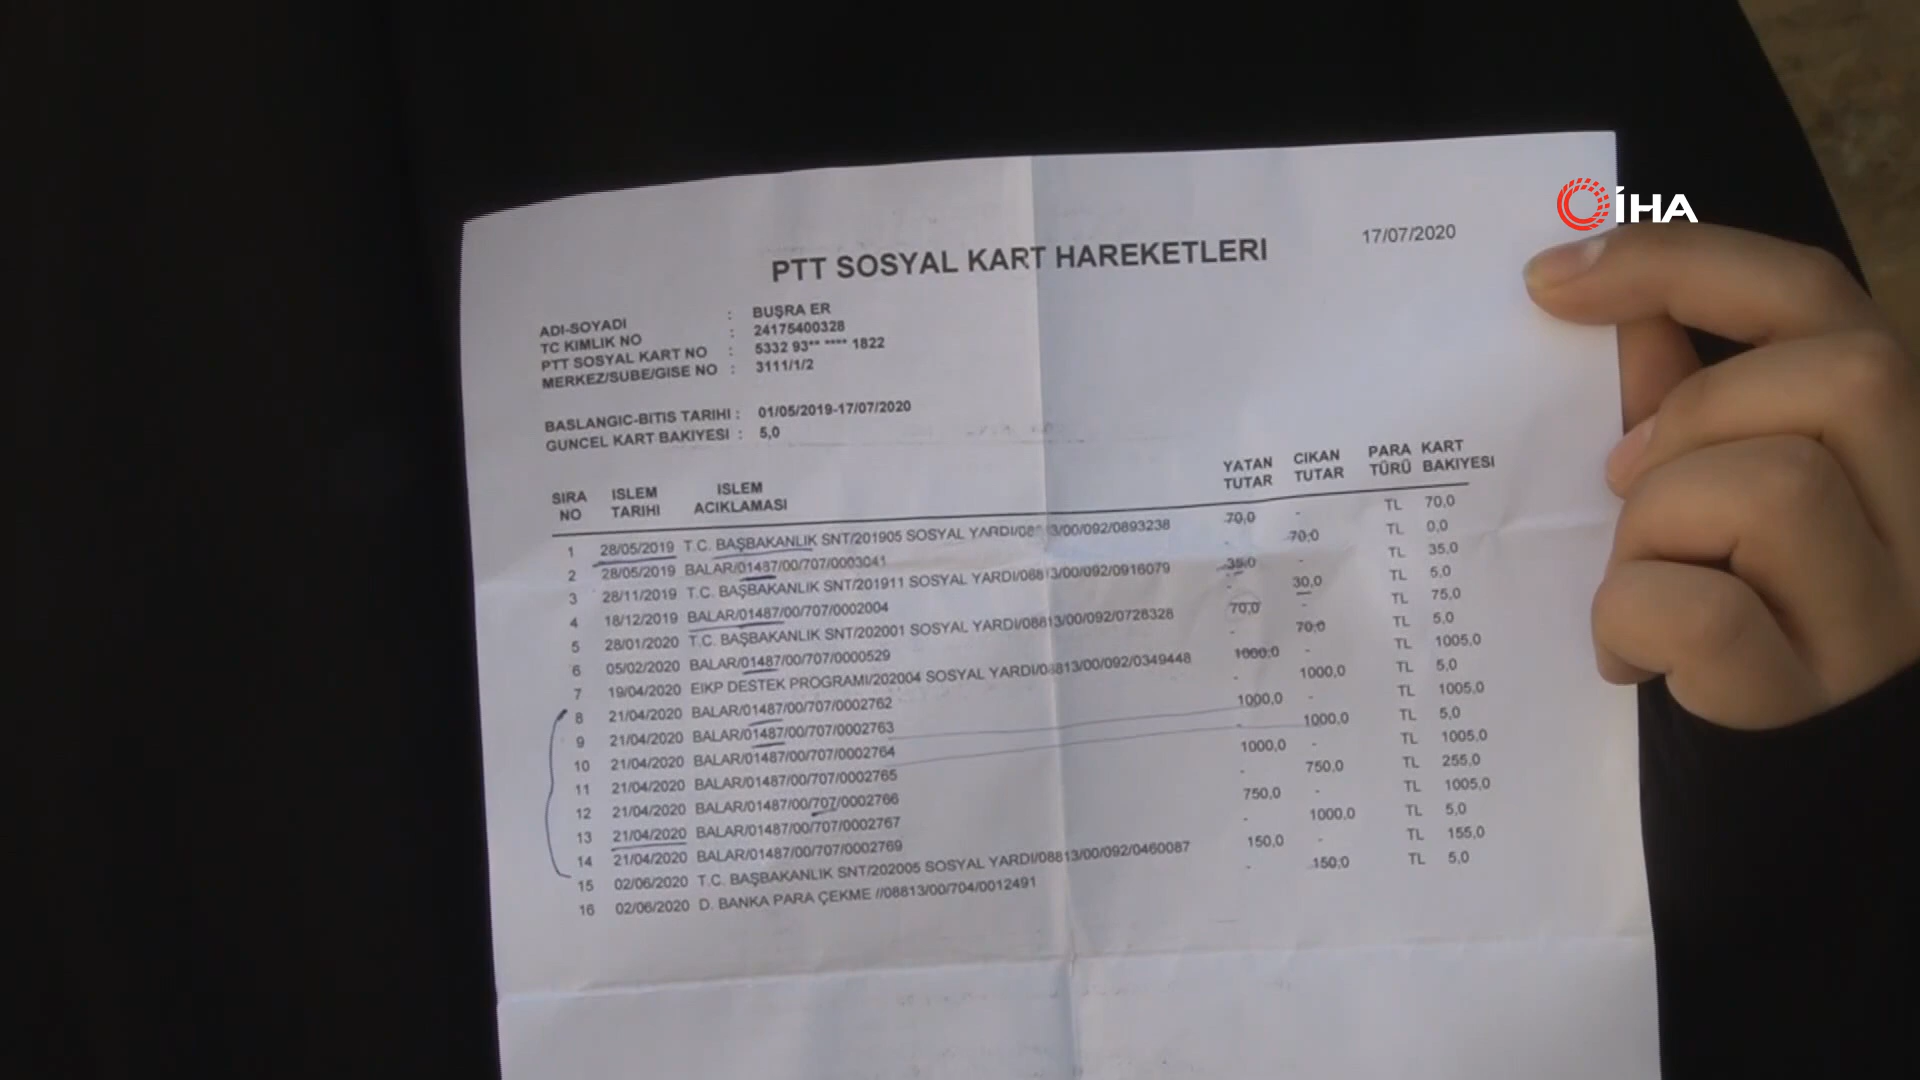 İHA
17/07/2020
PTT SOSYAL KART HAREKETLERI
ADI-SOYADI : BUŞRA ER
TC KIMLIK NO : 24175400328
PTT SOSYAL KART NO : 5332 93** **** 1822
MERKEZ/SUBE/GISE NO : 3111/1/2
BASLANGIC-BITIS TARIHI : 01/05/2019-17/07/2020
GUNCEL KART BAKIYESI : 5,0
SIRA NO ISLEM TARIHI ISLEM ACIKLAMASI YATAN TUTAR CIKAN TUTAR PARA TÜRÜ KART BAKIYESI
1 28/05/2019 T.C. BAŞBAKANLIK SNT/201905 SOSYAL YARDI/08813/00/092/0893238 70,0 - TL 70,0
2 28/05/2019 BALAR/01487/00/707/0003041 - 70,0 TL 0,0
3 28/11/2019 T.C. BAŞBAKANLIK SNT/201911 SOSYAL YARDI/08813/00/092/0916079 35,0 - TL 35,0
4 18/12/2019 BALAR/01487/00/707/0002004 - 30,0 TL 5,0
5 28/01/2020 T.C. BAŞBAKANLIK SNT/202001 SOSYAL YARDI/08813/00/092/0726328 70,0 - TL 75,0
6 05/02/2020 BALAR/01487/00/707/0000529 - 70,0 TL 5,0
7 19/04/2020 EIKP DESTEK PROGRAMI/202004 SOSYAL YARDI/08813/00/092/0349448 1000,0 - TL 1005,0
8 21/04/2020 BALAR/01487/00/707/0002762 - 1000,0 TL 5,0
9 21/04/2020 BALAR/01487/00/707/0002763 1000,0 - TL 1005,0
10 21/04/2020 BALAR/01487/00/707/0002764 - 1000,0 TL 5,0
11 21/04/2020 BALAR/01487/00/707/0002765 1000,0 - TL 1005,0
12 21/04/2020 BALAR/01487/00/707/0002766 - 750,0 TL 255,0
13 21/04/2020 BALAR/01487/00/707/0002767 750,0 - TL 1005,0
14 21/04/2020 BALAR/01487/00/707/0002769 - 1000,0 TL 5,0
15 02/06/2020 T.C. BAŞBAKANLIK SNT/202005 SOSYAL YARDI/08813/00/092/0460087 150,0 - TL 155,0
16 02/06/2020 D. BANKA PARA ÇEKME //08813/00/704/0012491 - 150,0 TL 5,0